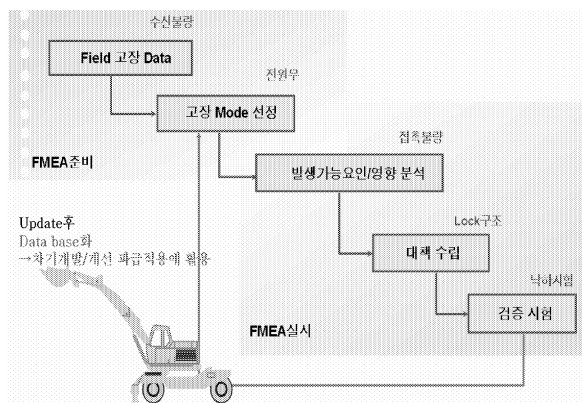 수신불량
Field 고장 Data
전원무
고장 Mode 선정
FMEA준비
접촉불량
발생가능요인/영향 분석
Update후
Data base화
→차기개발/개선 파급적용에 활용
Lock구조
대책 수립
낙하시험
검증 시험
FMEA실시